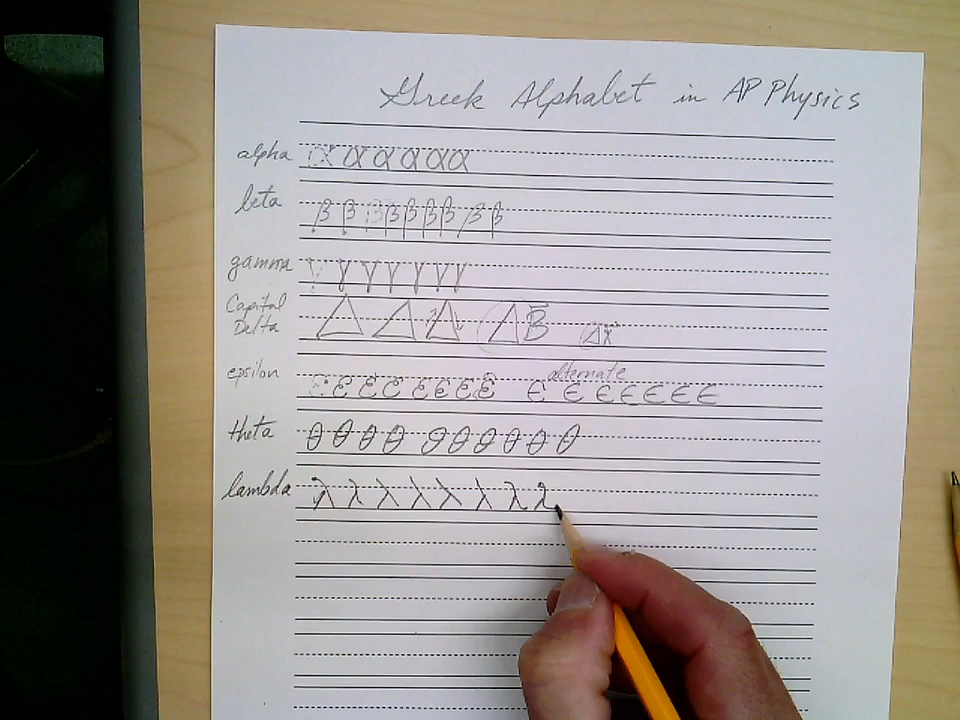 Greek Alphabet in AP Physics
alpha α α α α α α
beta β β β β β β β β β
gamma γ γ γ γ γ γ γ
Capital Delta Δ Δ Δ ΔB⃗ Δx⃗
alternate
epsilon ε ε ε ε ε ε ε ε ϵ ϵ ϵ ϵ ϵ ϵ ϵ
theta θ θ θ θ θ θ θ θ θ θ
lambda λ λ λ λ λ λ λ λ